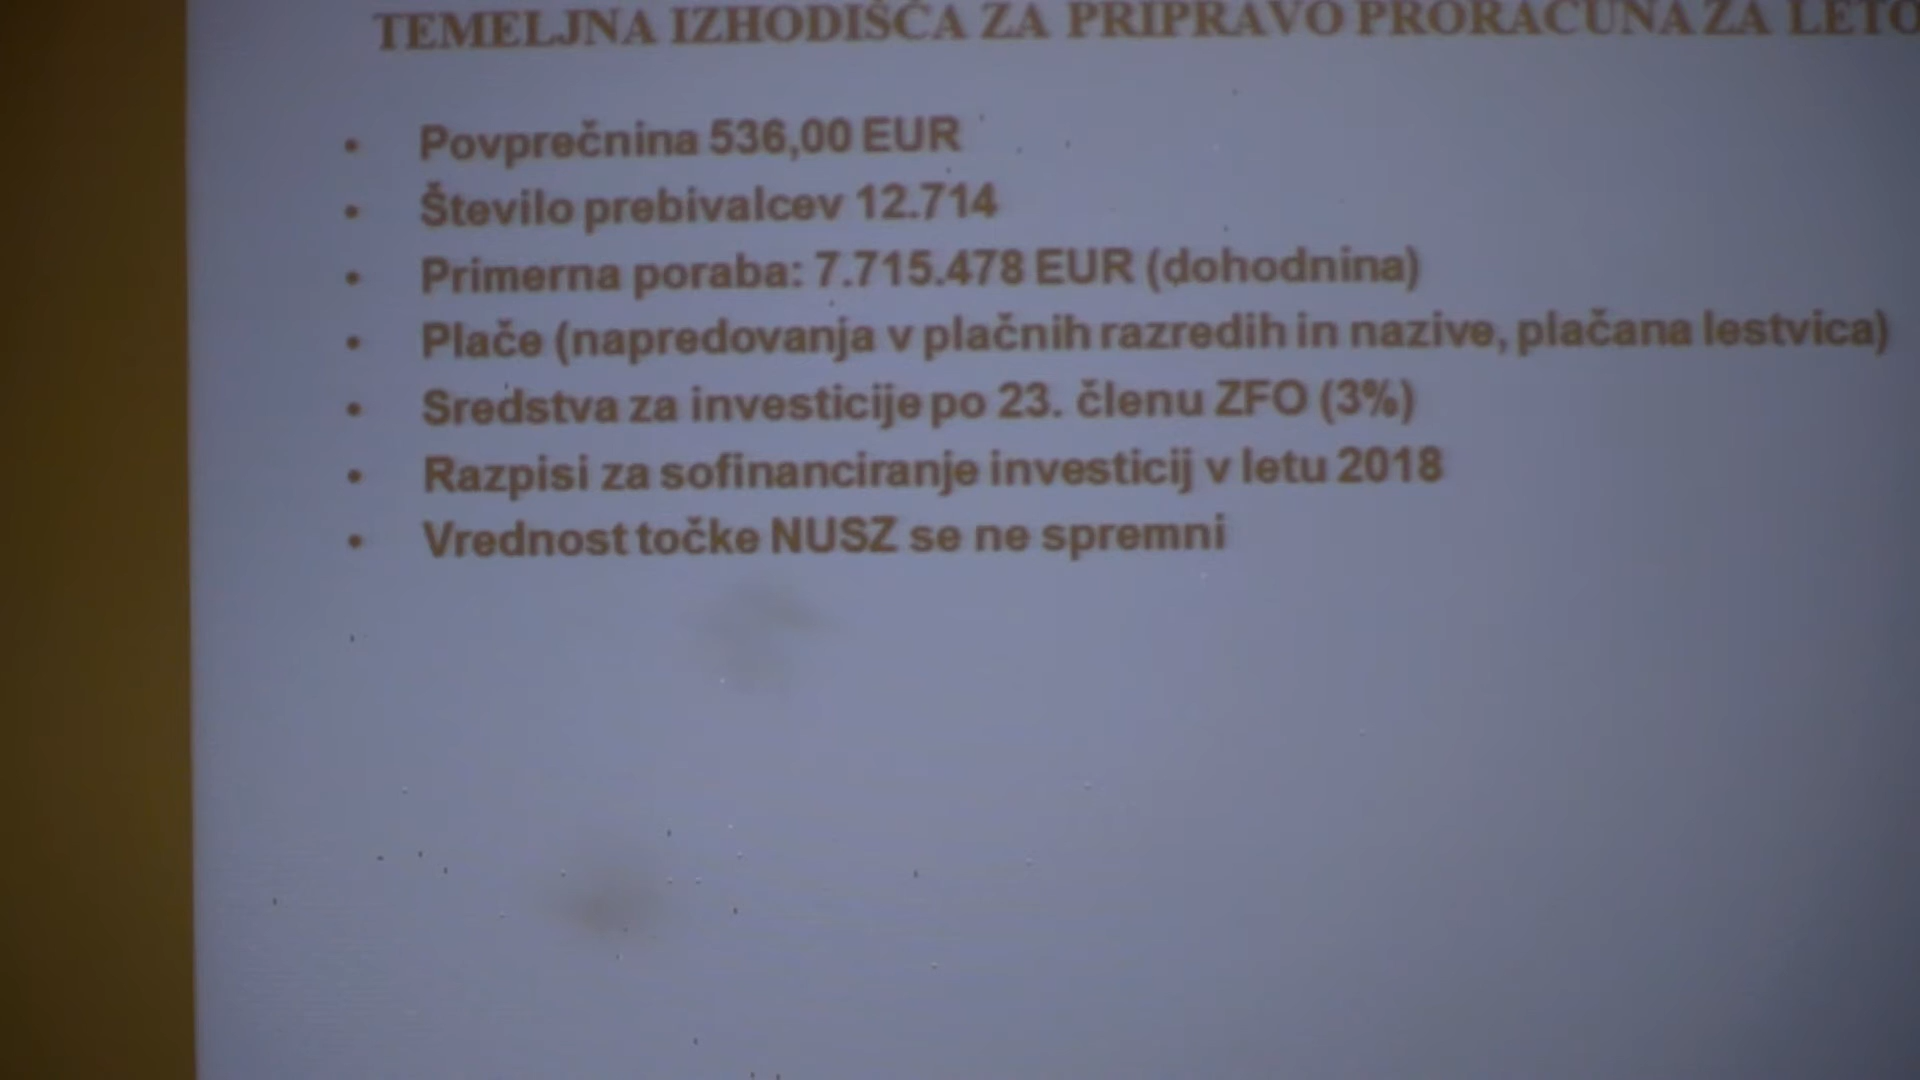 TEMELJNA IZHODIŠČA ZA PRIPRAVO PRORAČUNA ZA LETO
• Povprečnina 536,00 EUR
• Število prebivalcev 12.714
• Primerna poraba: 7.715.478 EUR (dohodnina)
• Plače (napredovanja v plačnih razredih in nazive, plačana lestvica)
• Sredstva za investicije po 23. členu ZFO (3%)
• Razpisi za sofinanciranje investicij v letu 2018
• Vrednost točke NUSZ se ne spremni